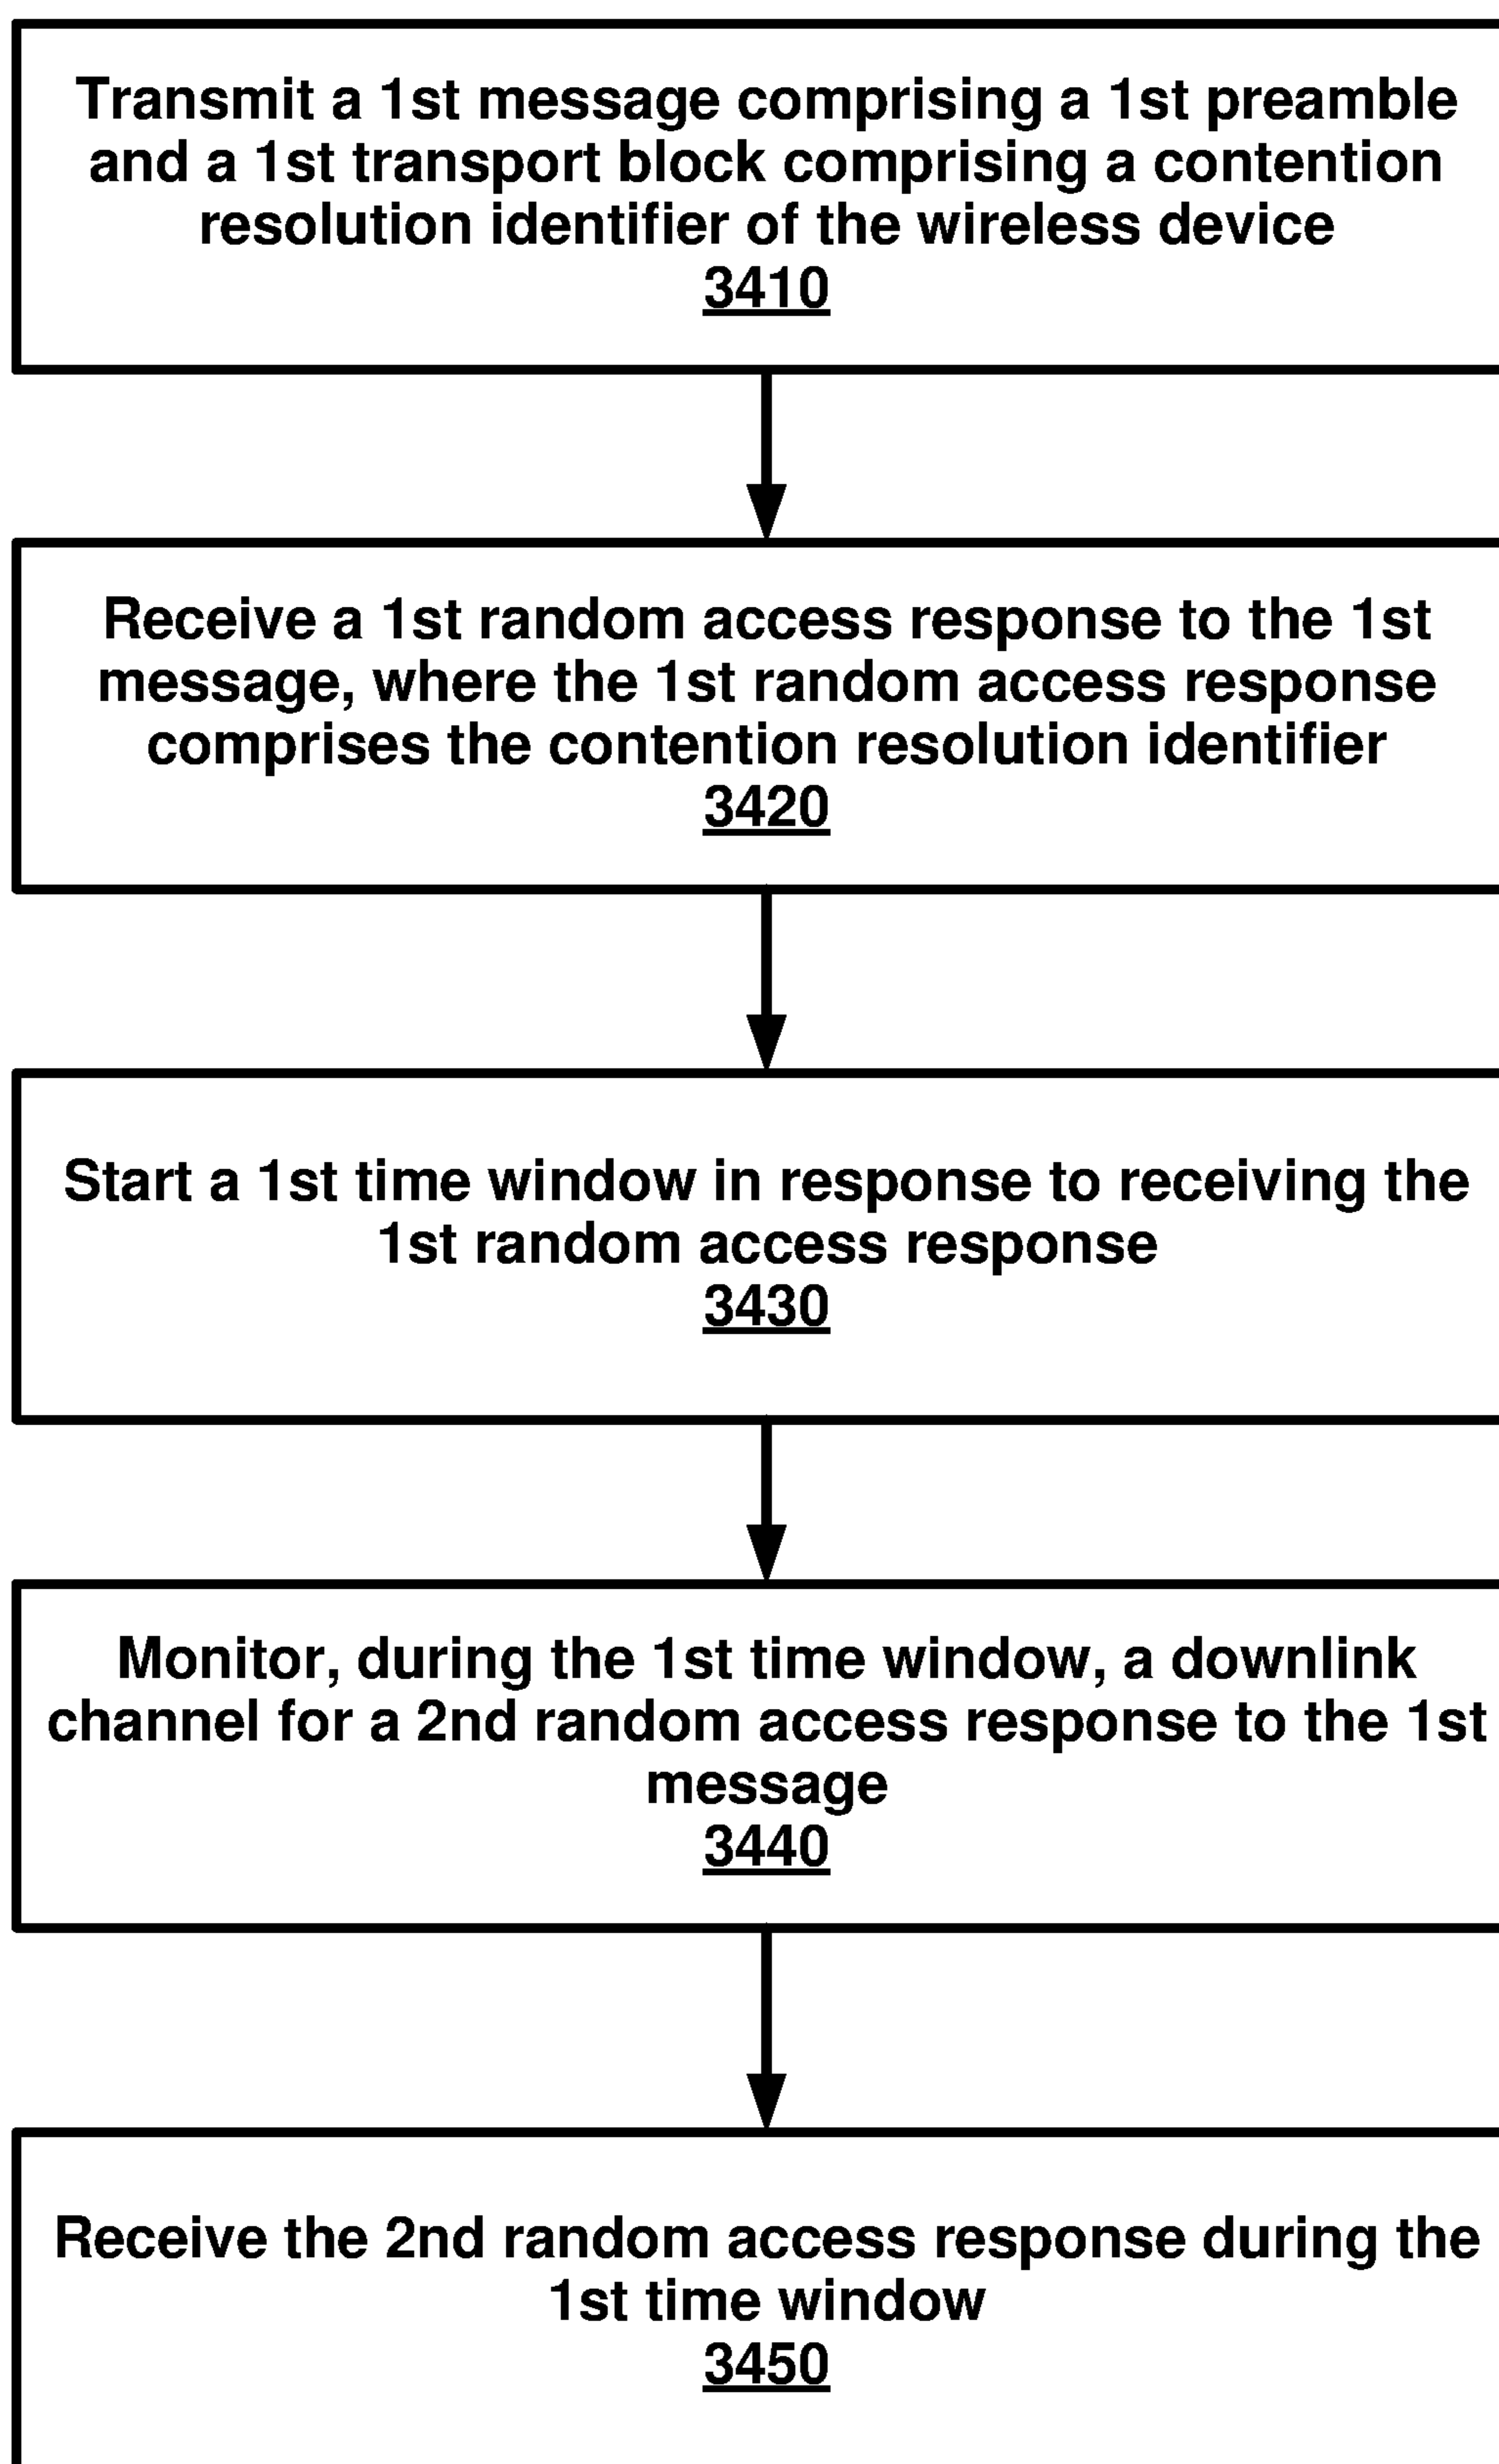 Transmit a 1st message comprising a 1st preamble
and a 1st transport block comprising a contention
resolution identifier of the wireless device
3410
Receive a 1st random access response to the 1st
message, where the 1st random access response
comprises the contention resolution identifier
3420
Start a 1st time window in response to receiving the
1st random access response
3430
Monitor, during the 1st time window, a downlink
channel for a 2nd random access response to the 1st
message
3440
Receive the 2nd random access response during the
1st time window
3450